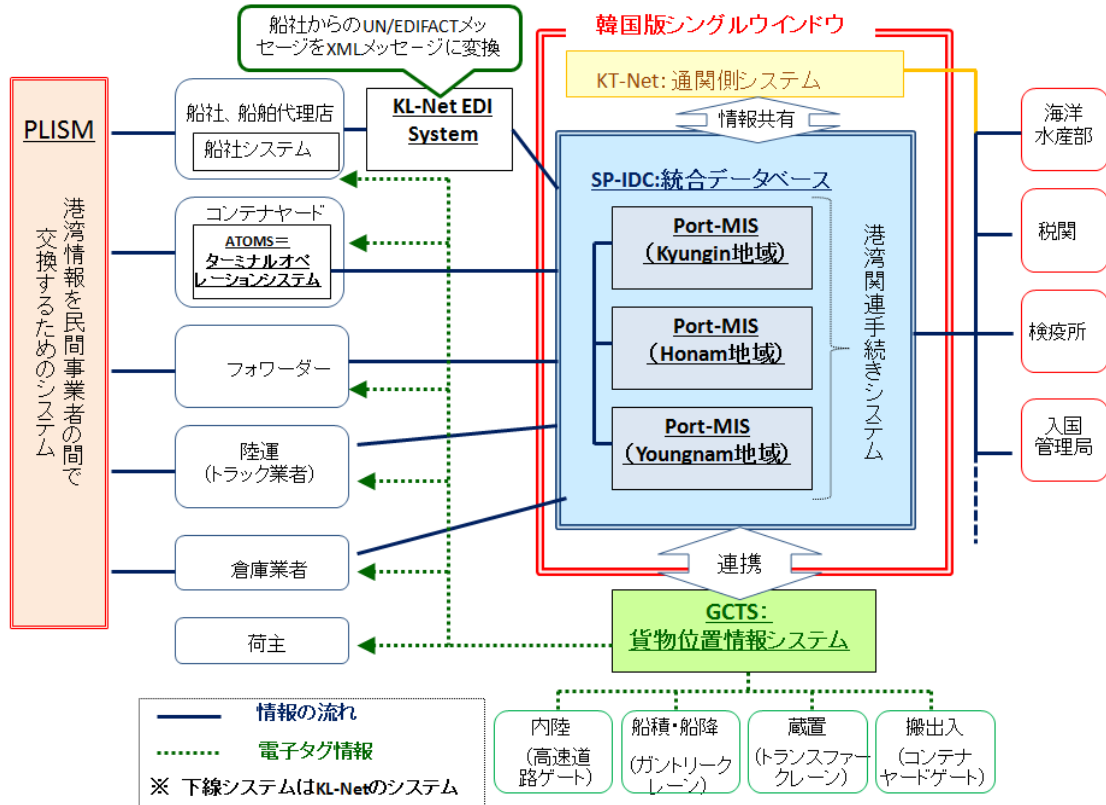 船社からのUN/EDIFACTメッ
セージをXMLメッセージに変換
韓国版シングルウインドウ
KT-Net: 通関側システム
情報共有
PLISM
港湾情報を民間事業者の間で
交換するためのシステム
船社、船舶代理店
船社システム
KL-Net EDI
System
コンテナヤード
ATOMS=
ターミナルオペ
レーションシステム
フォワーダー
陸運
(トラック業者)
倉庫業者
荷主
SP-IDC:統合データベース
Port-MIS
(Kyungin地域)
Port-MIS
(Honam地域)
Port-MIS
(Youngnam地域)
港湾関連手続きシステム
海洋
水産部
税関
検疫所
入国
管理局
連携
GCTS:
貨物位置情報システム
内陸
(高速道
路ゲート)
船積・船降
(ガントリーク
レーン)
蔵置
(トランスファー
クレーン)
搬出入
(コンテナ
ヤードゲート)
情報の流れ
電子タグ情報
※ 下線システムはKL-Netのシステム